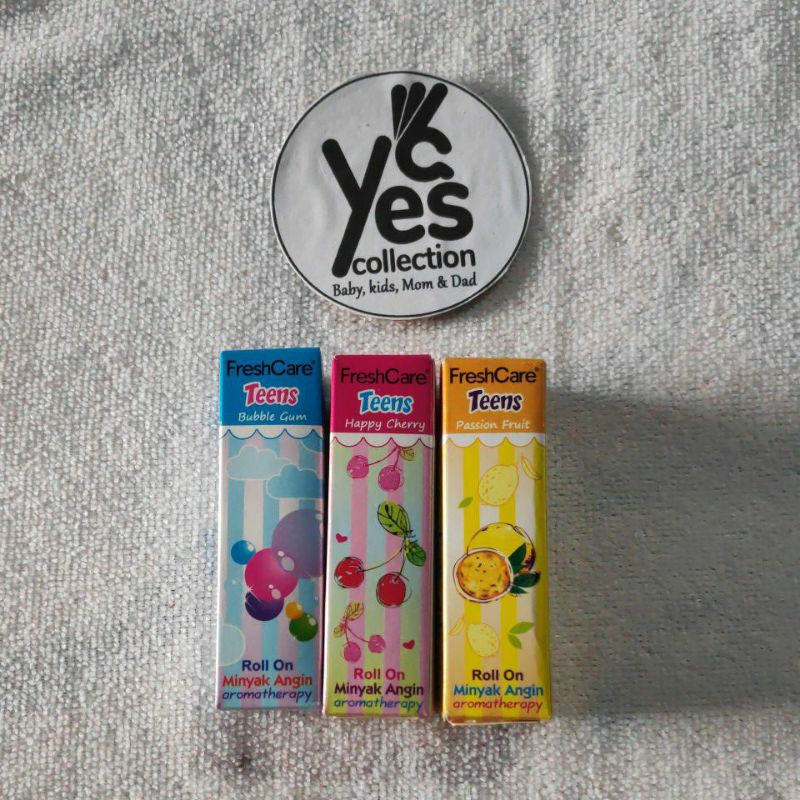 Yes
collection
Baby, kids, Mom & Dad
FreshCare®
Teens
Bubble Gum
Roll On
Minyak Angin
aromatherapy
FreshCare®
Teens
Happy Cherry
Roll On
Minyak Angin
aromatherapy
FreshCare®
Teens
Passion Fruit
Roll On
Minyak Angin
aromatherapy